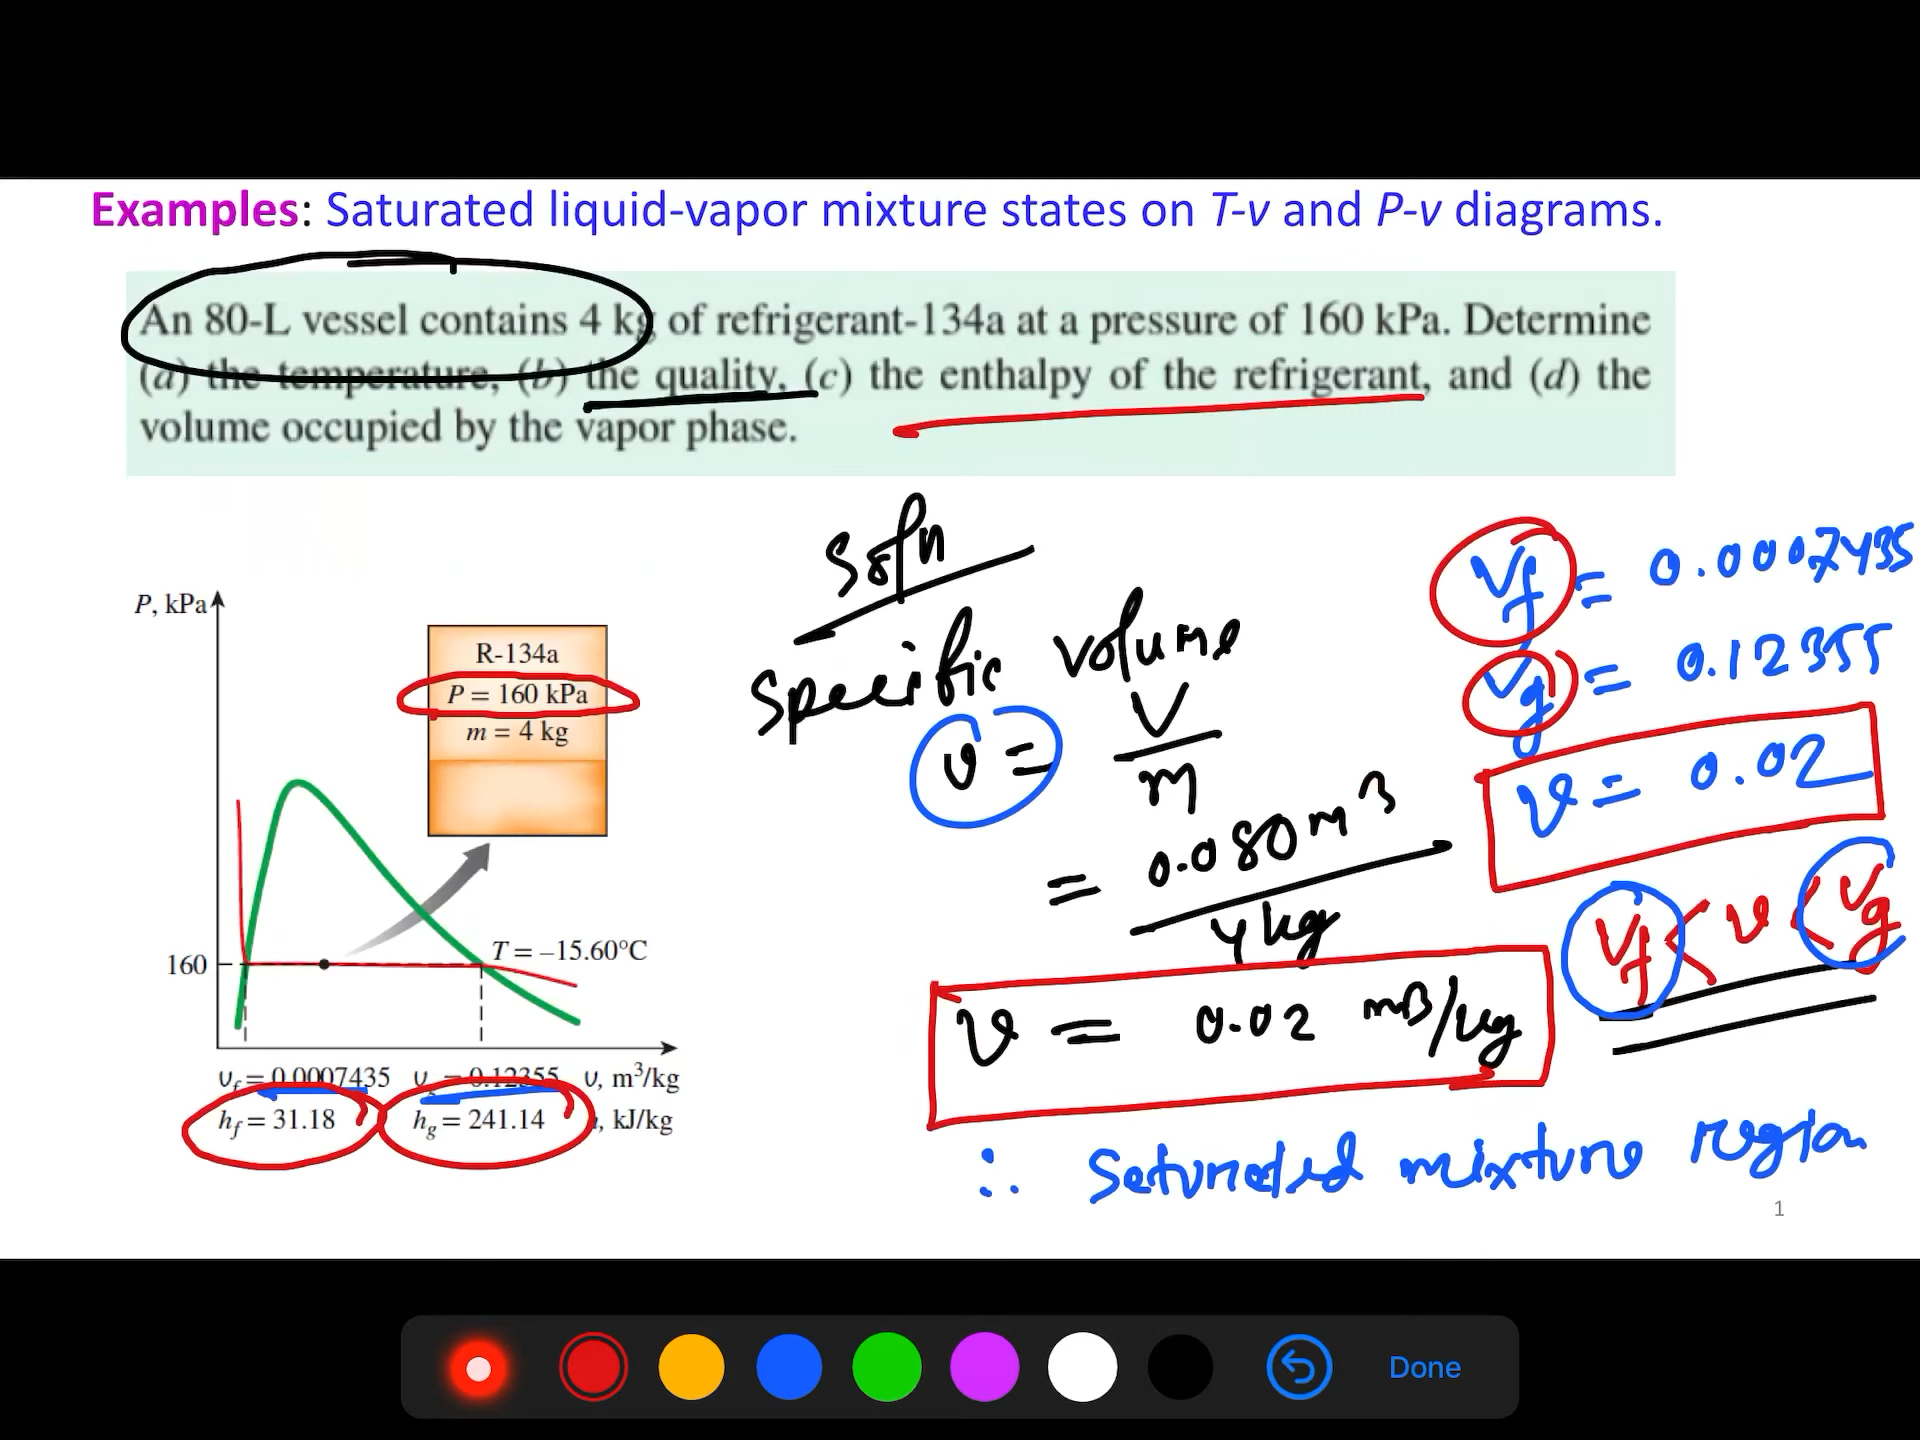 Examples: Saturated liquid-vapor mixture states on T-v and P-v diagrams.
An 80-L vessel contains 4 kg of refrigerant-134a at a pressure of 160 kPa. Determine
(a) the temperature, (b) the quality, (c) the enthalpy of the refrigerant, and (d) the
volume occupied by the vapor phase.
P, kPa
R-134a
P = 160 kPa
m = 4 kg
T = –15.60°C
160
υf = 0.0007435 υg = 0.12355 υ, m³/kg
hf = 31.18 hg = 241.14 h, kJ/kg
Soln
Specific volume
υ = V/m
= 0.080 m3 / 4 kg
υ = 0.02 m3/kg
Vf = 0.0007435
Vg = 0.12355
υ = 0.02
Vf < υ < Vg
∴ Saturated mixture region
1
Done